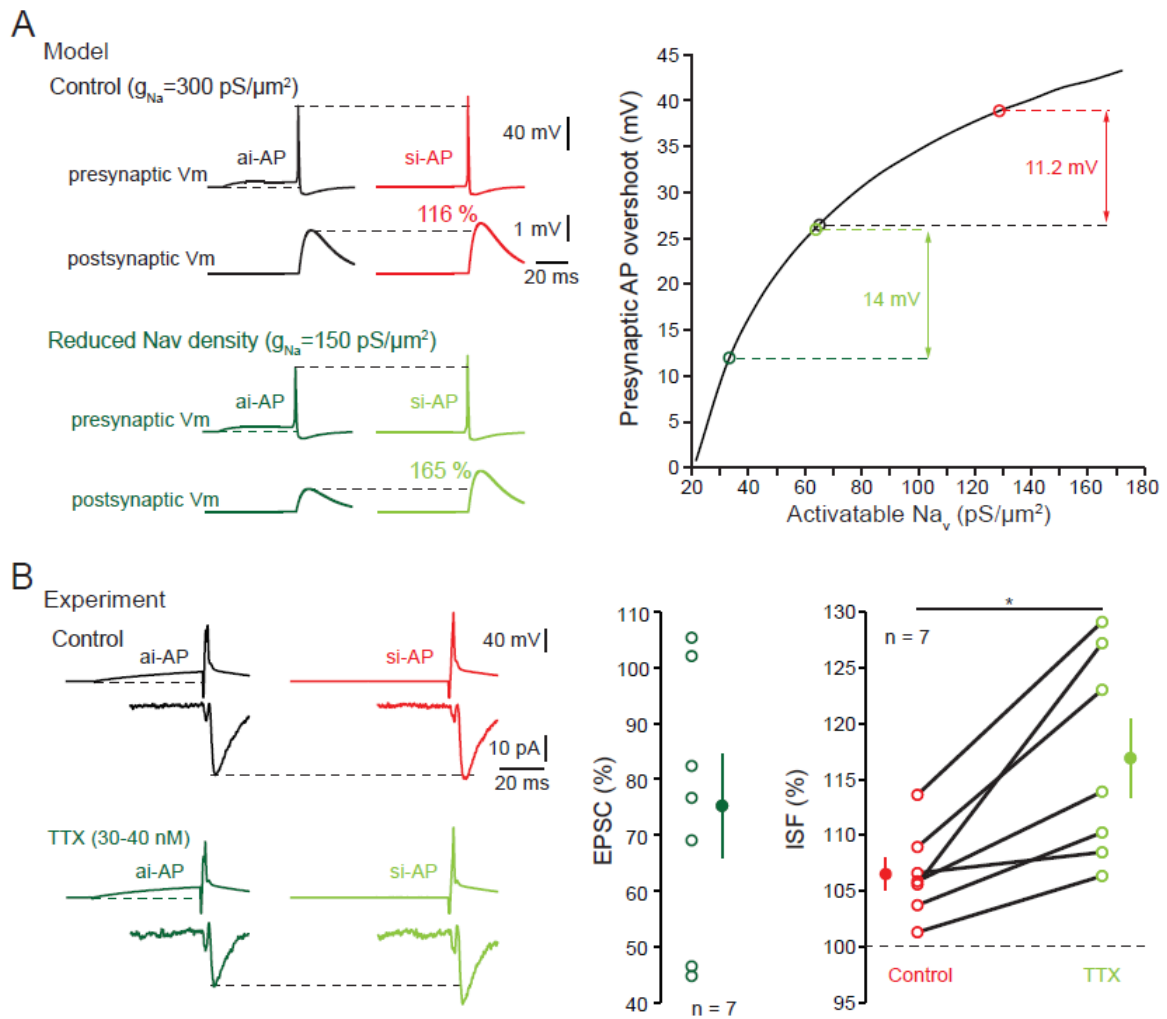 A
Model
Control (gNa=300 pS/µm²)
ai-AP
si-AP
40 mV
presynaptic Vm
116 %
1 mV
postsynaptic Vm
20 ms
Reduced Nav density (gNa=150 pS/µm²)
ai-AP
si-AP
presynaptic Vm
165 %
postsynaptic Vm
Presynaptic AP overshoot (mV)
45
40
35
30
25
20
15
10
5
0
11.2 mV
14 mV
20 40 60 80 100 120 140 160 180
Activatable Nav (pS/µm²)
B
Experiment
Control
ai-AP
si-AP
40 mV
10 pA
20 ms
TTX (30-40 nM)
ai-AP
si-AP
EPSC (%)
110
100
90
80
70
60
50
40
n = 7
ISF (%)
130
125
120
115
110
105
100
95
*
n = 7
Control
TTX